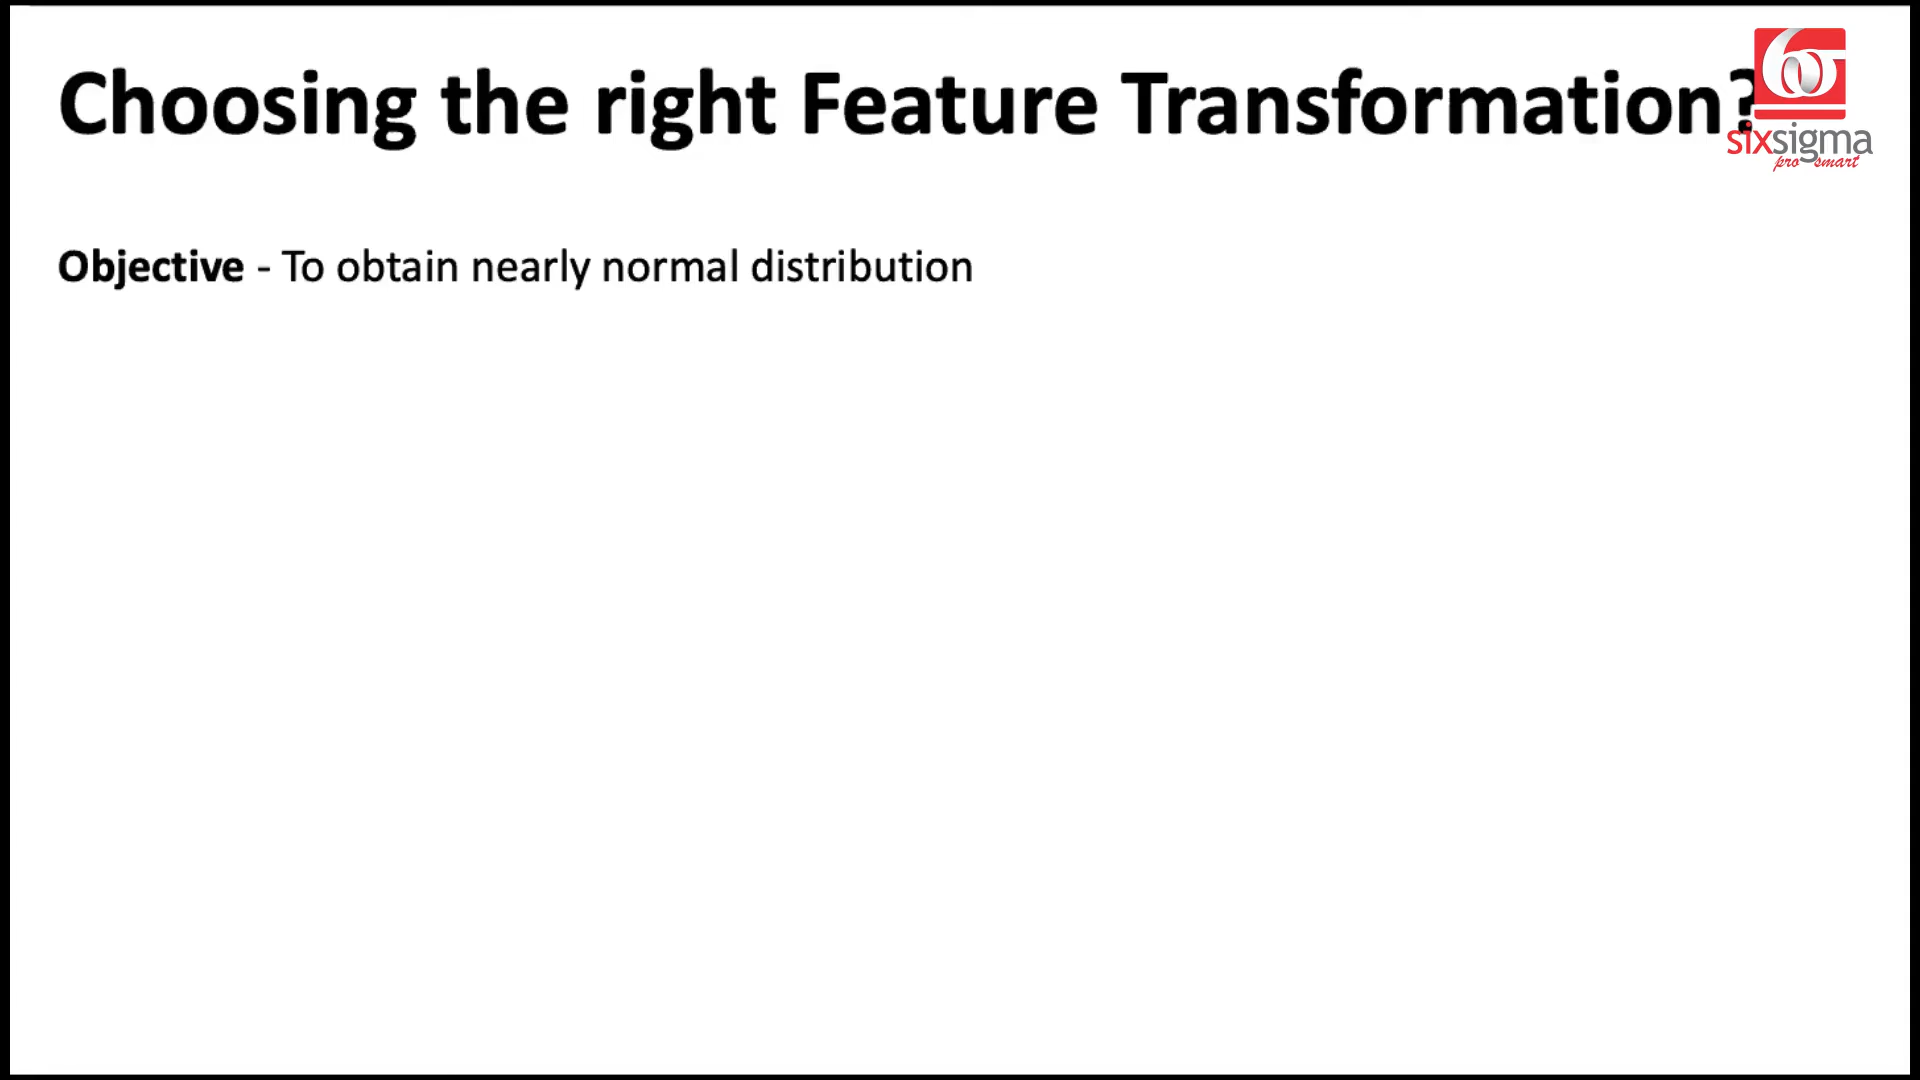 Choosing the right Feature Transformation?
sixsigma
pro smart
Objective - To obtain nearly normal distribution